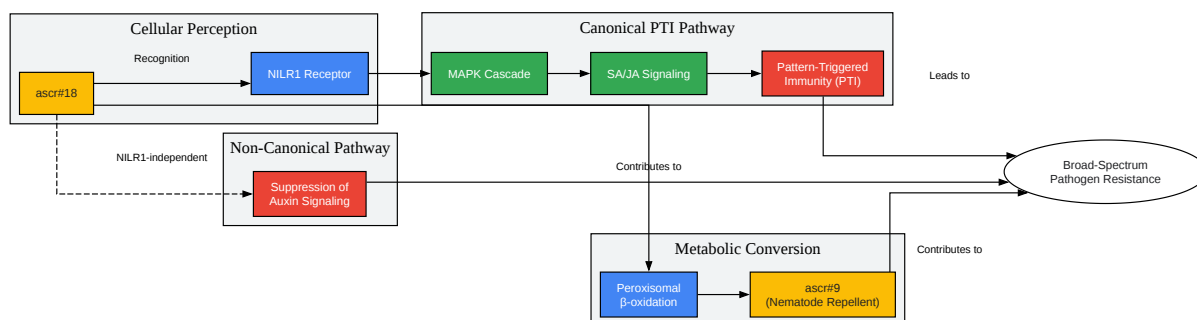 Cellular Perception
Canonical PTI Pathway
Recognition
ascr#18
NILR1 Receptor
MAPK Cascade
SA/JA Signaling
Pattern-Triggered
Immunity (PTI)
Leads to
NILR1-independent
Non-Canonical Pathway
Suppression of
Auxin Signaling
Contributes to
Broad-Spectrum
Pathogen Resistance
Metabolic Conversion
Peroxisomal
β-oxidation
ascr#9
(Nematode Repellent)
Contributes to